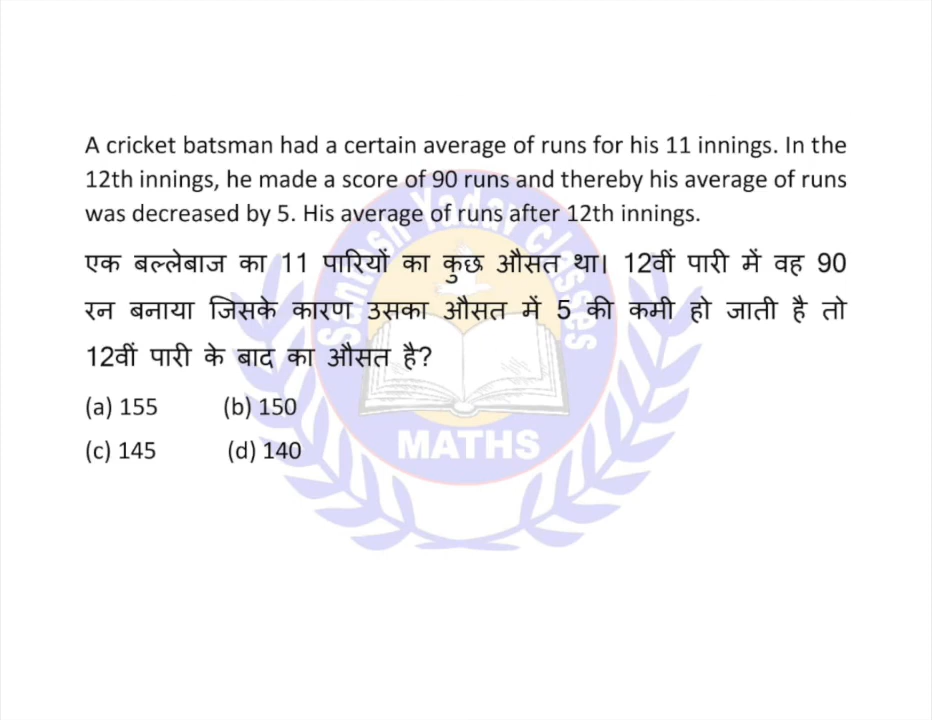 A cricket batsman had a certain average of runs for his 11 innings. In the
12th innings, he made a score of 90 runs and thereby his average of runs
was decreased by 5. His average of runs after 12th innings.
एक बल्लेबाज का 11 पारियों का कुछ औसत था। 12वीं पारी में वह 90
रन बनाया जिसके कारण उसका औसत में 5 की कमी हो जाती है तो
12वीं पारी के बाद का औसत है?
(a) 155 (b) 150
(c) 145 (d) 140
Santosh Yadav Classes
MATHS